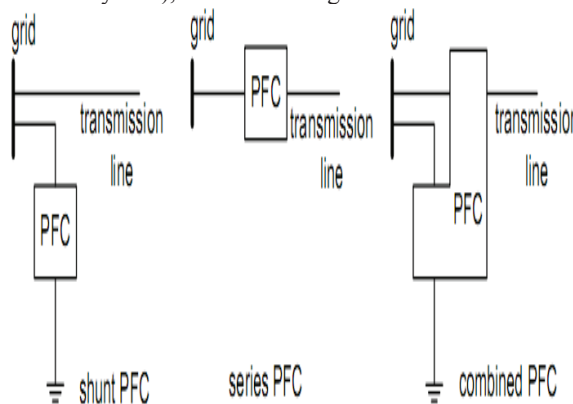 grid
transmission
line
PFC
shunt PFC
grid
PFC
transmission
line
series PFC
grid
transmission
line
PFC
combined PFC